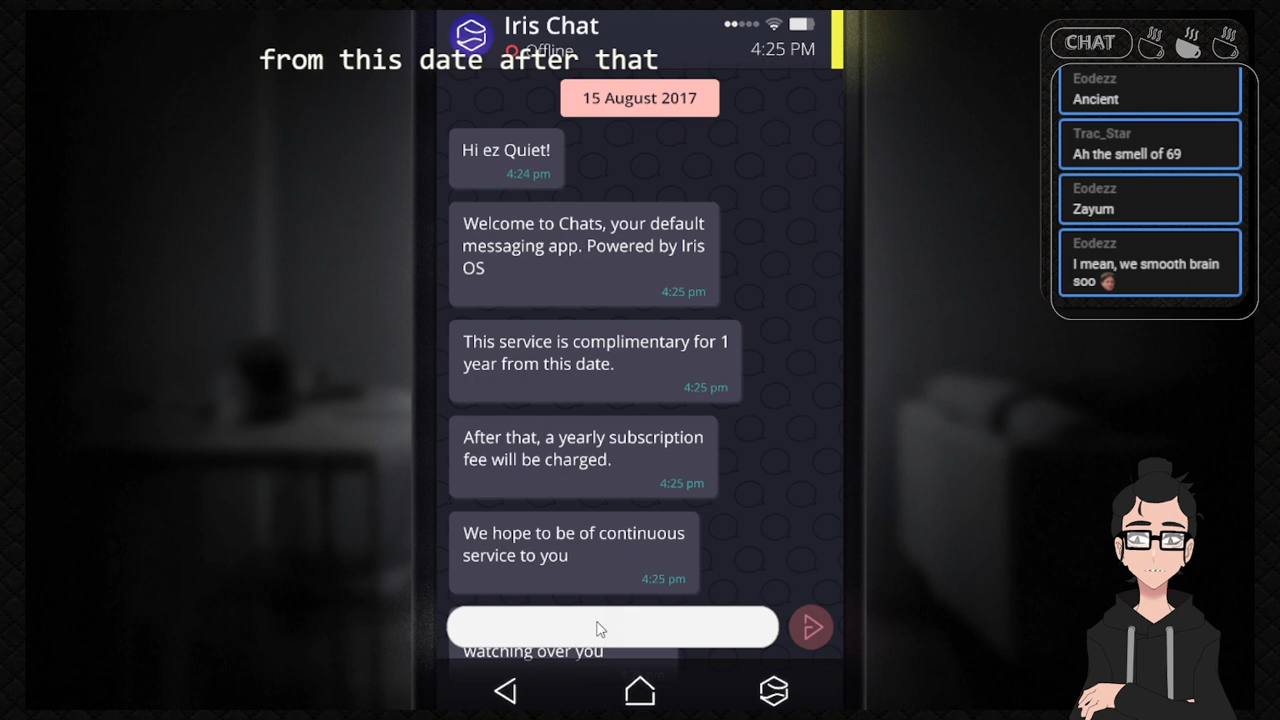 Iris Chat
Offline
4:25 PM
from this date after that
15 August 2017
Hi ez Quiet!
4:24 pm
Welcome to Chats, your default
messaging app. Powered by Iris
OS
4:25 pm
This service is complimentary for 1
year from this date.
4:25 pm
After that, a yearly subscription
fee will be charged.
4:25 pm
We hope to be of continuous
service to you
4:25 pm
watching over you
CHAT
Eodezz
Ancient
Trac_Star
Ah the smell of 69
Eodezz
Zayum
Eodezz
I mean, we smooth brain
soo